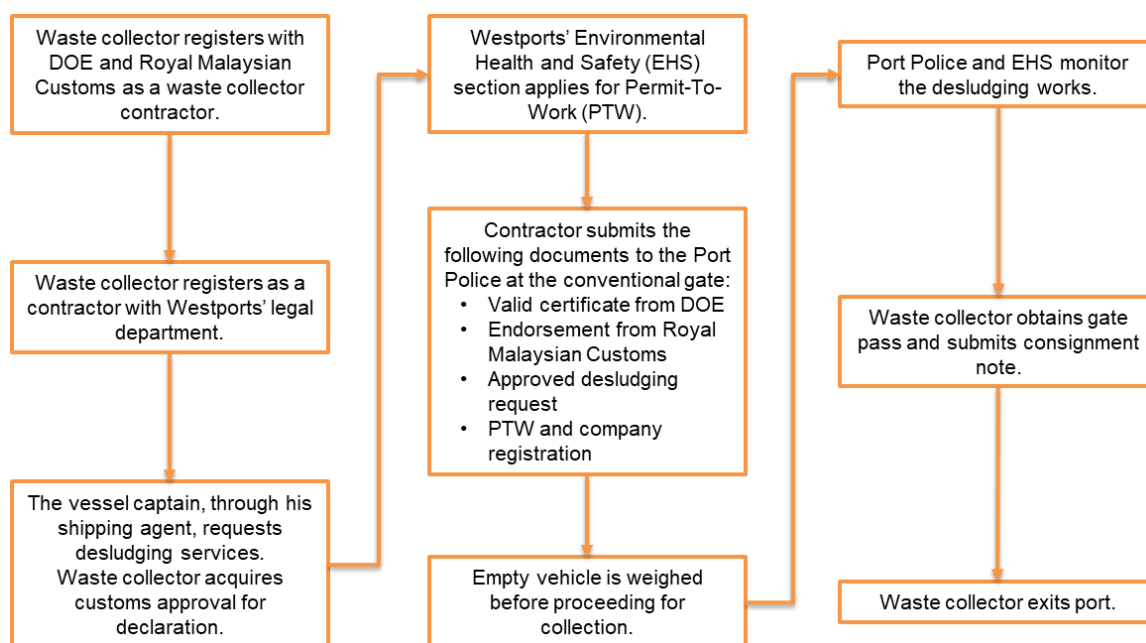 Waste collector registers with
DOE and Royal Malaysian
Customs as a waste collector
contractor.
Waste collector registers as a
contractor with Westports’ legal
department.
The vessel captain, through his
shipping agent, requests
desludging services.
Waste collector acquires
customs approval for
declaration.
Westports’ Environmental
Health and Safety (EHS)
section applies for Permit-To-
Work (PTW).
Contractor submits the
following documents to the Port
Police at the conventional gate:
• Valid certificate from DOE
• Endorsement from Royal
Malaysian Customs
• Approved desludging
request
• PTW and company
registration
Empty vehicle is weighed
before proceeding for
collection.
Port Police and EHS monitor
the desludging works.
Waste collector obtains gate
pass and submits consignment
note.
Waste collector exits port.